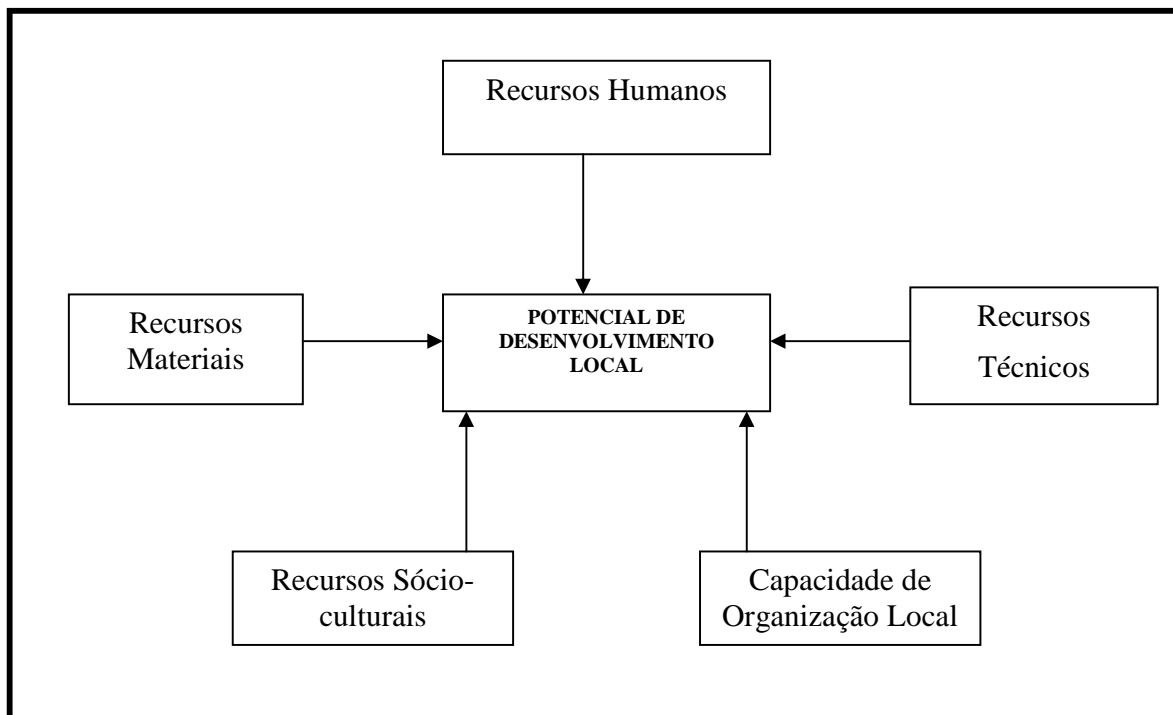 Recursos Humanos
Recursos
Materiais
POTENCIAL DE
DESENVOLVIMENTO
LOCAL
Recursos
Técnicos
Recursos Sócio-
culturais
Capacidade de
Organização Local